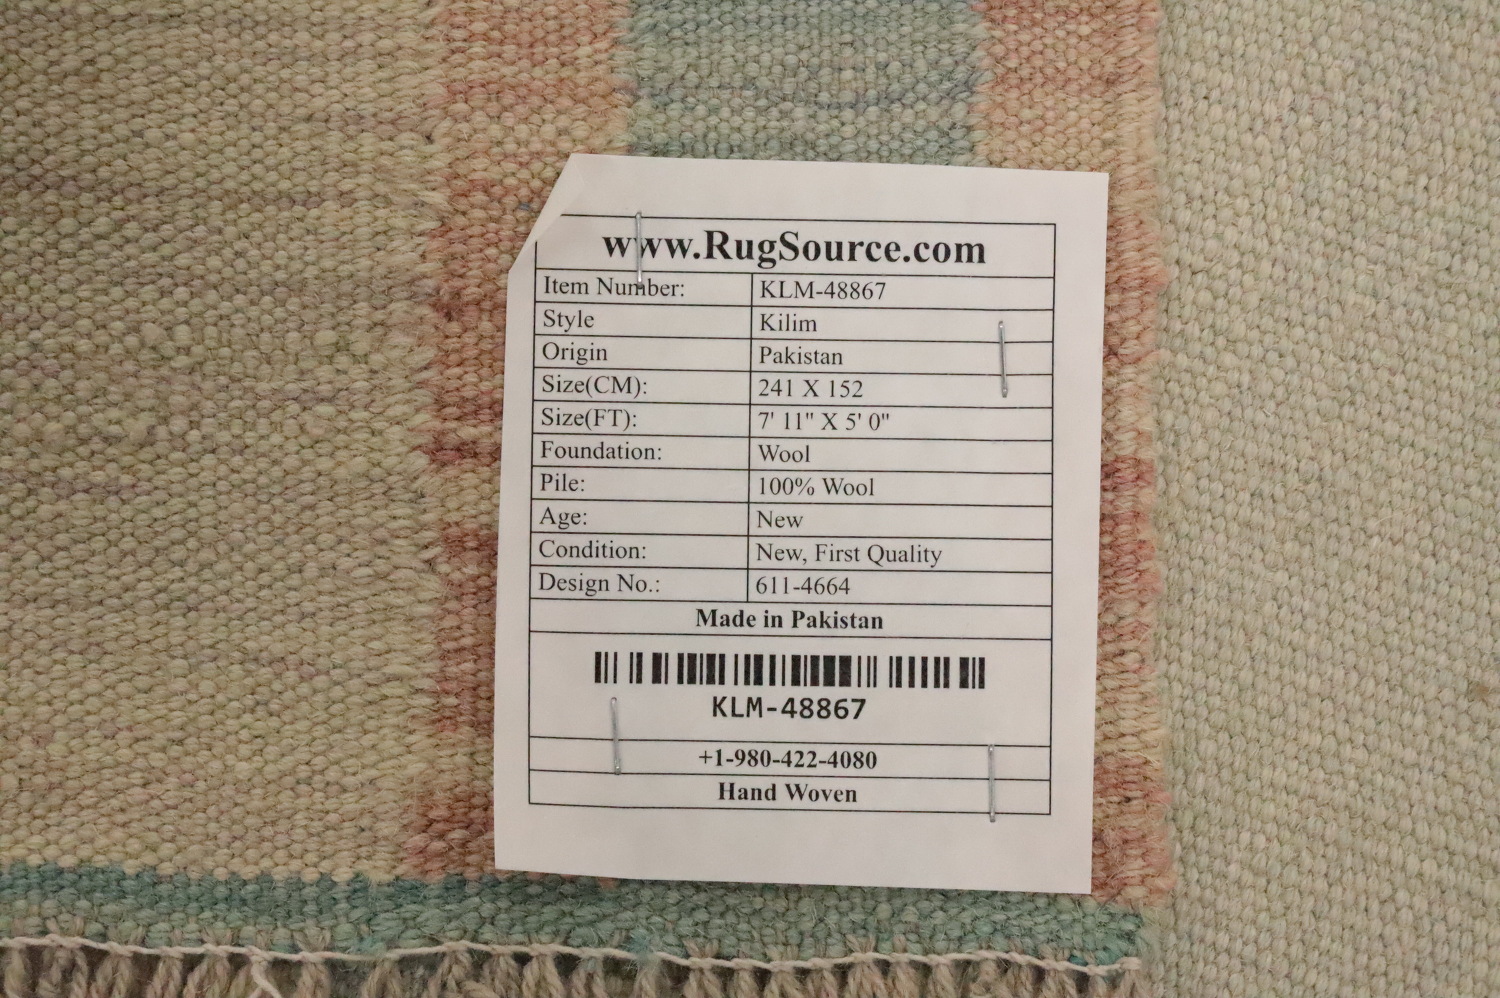 www.RugSource.com
Item Number: KLM-48867
Style Kilim
Origin Pakistan
Size(CM): 241 X 152
Size(FT): 7' 11" X 5' 0"
Foundation: Wool
Pile: 100% Wool
Age: New
Condition: New, First Quality
Design No.: 611-4664
Made in Pakistan
KLM-48867
+1-980-422-4080
Hand Woven